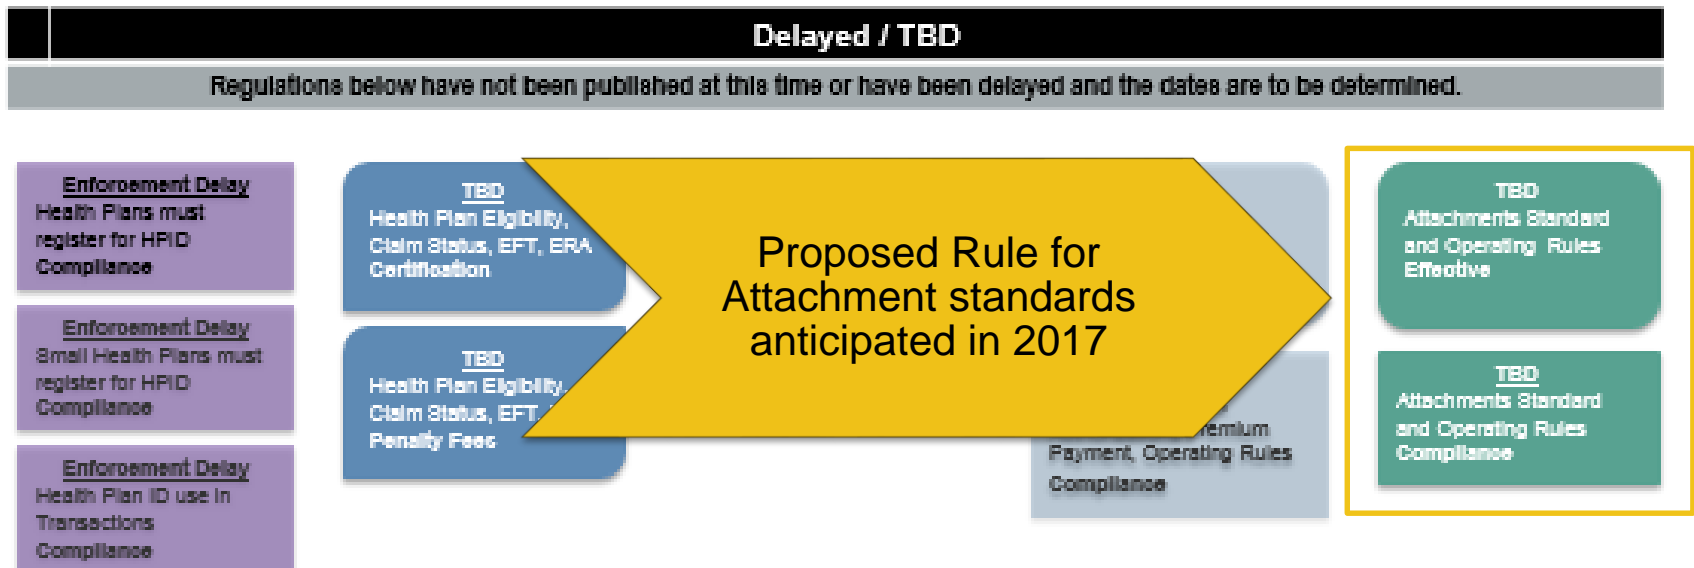 Delayed / TBD
Regulations below have not been published at this time or have been delayed and the dates are to be determined.
Enforcement Delay
Health Plans must
register for HPID
Compliance
Enforcement Delay
Small Health Plans must
register for HPID
Compliance
Enforcement Delay
Health Plan ID use in
Transactions
Compliance
TBD
Health Plan Eligibility,
Claim Status, EFT, ERA
Certification
TBD
Health Plan Eligibility,
Claim Status, EFT,
Penalty Fees
Proposed Rule for
Attachment standards
anticipated in 2017
Payment, Operating Rules
Compliance
TBD
Attachments Standard
and Operating Rules
Effective
TBD
Attachments Standard
and Operating Rules
Compliance